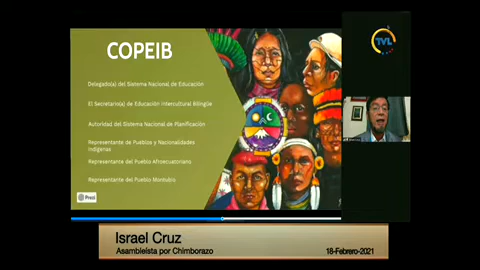 COPEIB
TVL
Delegado(a) del Sistema Nacional de Educación
El Secretario(a) de Educación Intercultural Bilingüe
Autoridad del Sistema Nacional de Planificación
Representante de Pueblos y Nacionalidades
Indígenas
Representante del Pueblo Afroecuatoriano
Representante del Pueblo Montubio
Prezi
Israel Cruz
Asambleista por Chimborazo
18-Febrero-2021